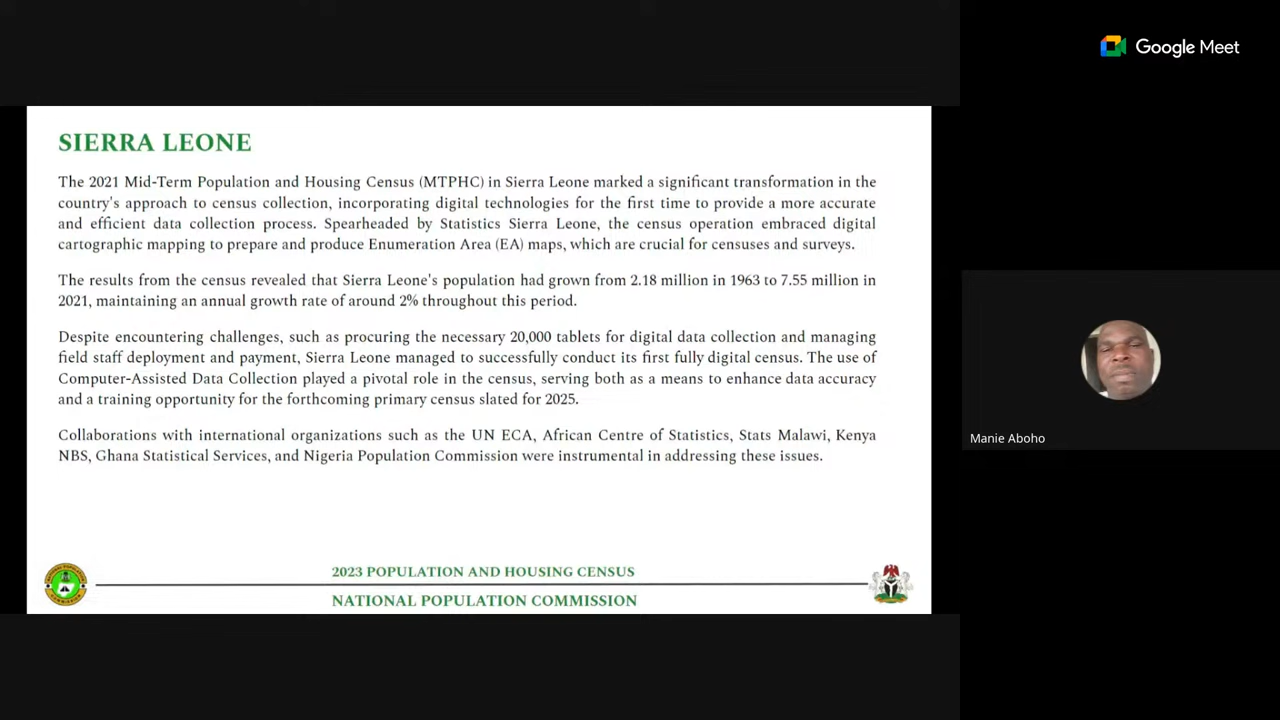 Google Meet
SIERRA LEONE
The 2021 Mid-Term Population and Housing Census (MTPHC) in Sierra Leone marked a significant transformation in the
country's approach to census collection, incorporating digital technologies for the first time to provide a more accurate
and efficient data collection process. Spearheaded by Statistics Sierra Leone, the census operation embraced digital
cartographic mapping to prepare and produce Enumeration Area (EA) maps, which are crucial for censuses and surveys.
The results from the census revealed that Sierra Leone's population had grown from 2.18 million in 1963 to 7.55 million in
2021, maintaining an annual growth rate of around 2% throughout this period.
Despite encountering challenges, such as procuring the necessary 20,000 tablets for digital data collection and managing
field staff deployment and payment, Sierra Leone managed to successfully conduct its first fully digital census. The use of
Computer-Assisted Data Collection played a pivotal role in the census, serving both as a means to enhance data accuracy
and a training opportunity for the forthcoming primary census slated for 2025.
Collaborations with international organizations such as the UN ECA, African Centre of Statistics, Stats Malawi, Kenya
NBS, Ghana Statistical Services, and Nigeria Population Commission were instrumental in addressing these issues.
2023 POPULATION AND HOUSING CENSUS
NATIONAL POPULATION COMMISSION
Manie Aboho